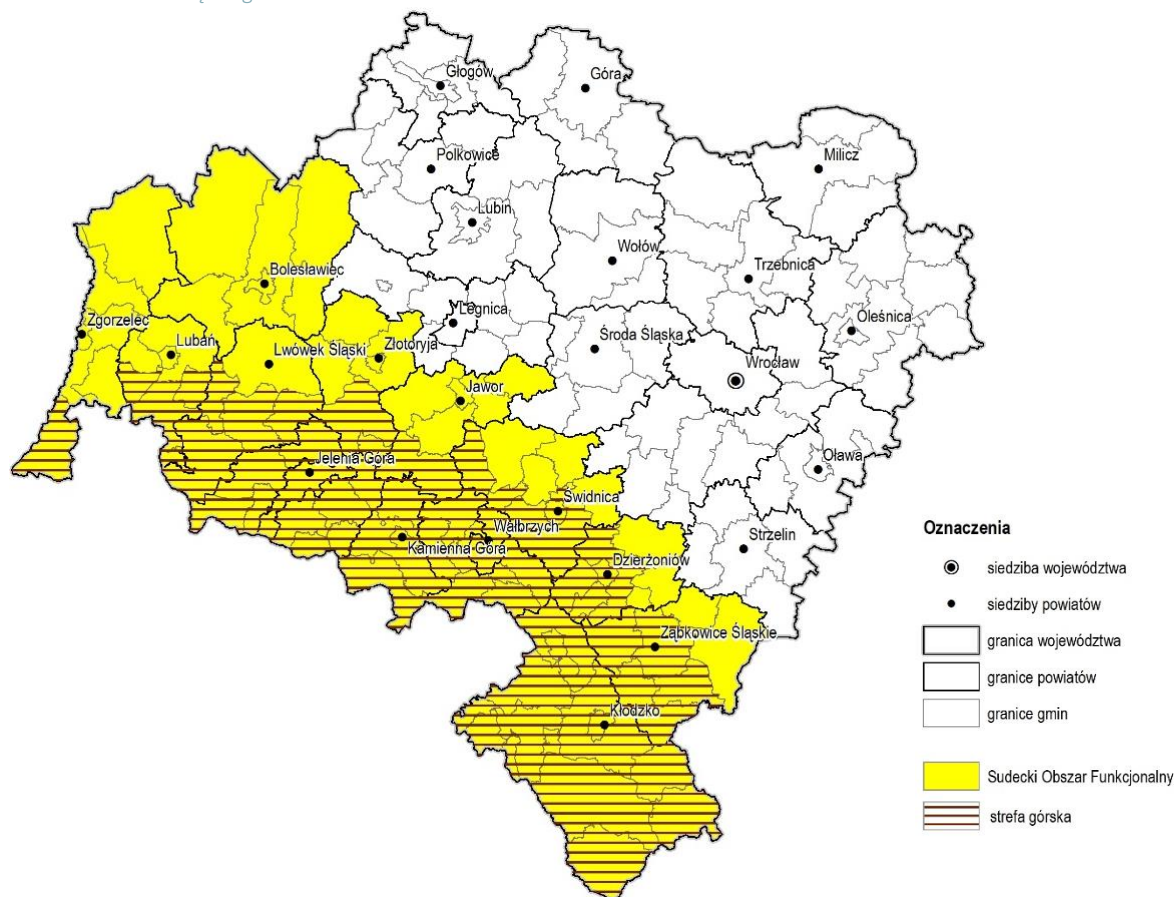 Głogów
Góra
Polkowice
Milicz
Lubin
Wołów
Trzebnica
Bolesławiec
Oleśnica
Legnica
Zgorzelec
Lubań
Lwówek Śląski
Złotoryja
Środa Śląska
Wrocław
Jawor
Jelenia Góra
Oława
Świdnica
Wałbrzych
Kamienna Góra
Strzelin
Dzierżoniów
Ząbkowice Śląskie
Kłodzko
Oznaczenia
siedziba województwa
siedziby powiatów
granica województwa
granice powiatów
granice gmin
Sudecki Obszar Funkcjonalny
strefa górska